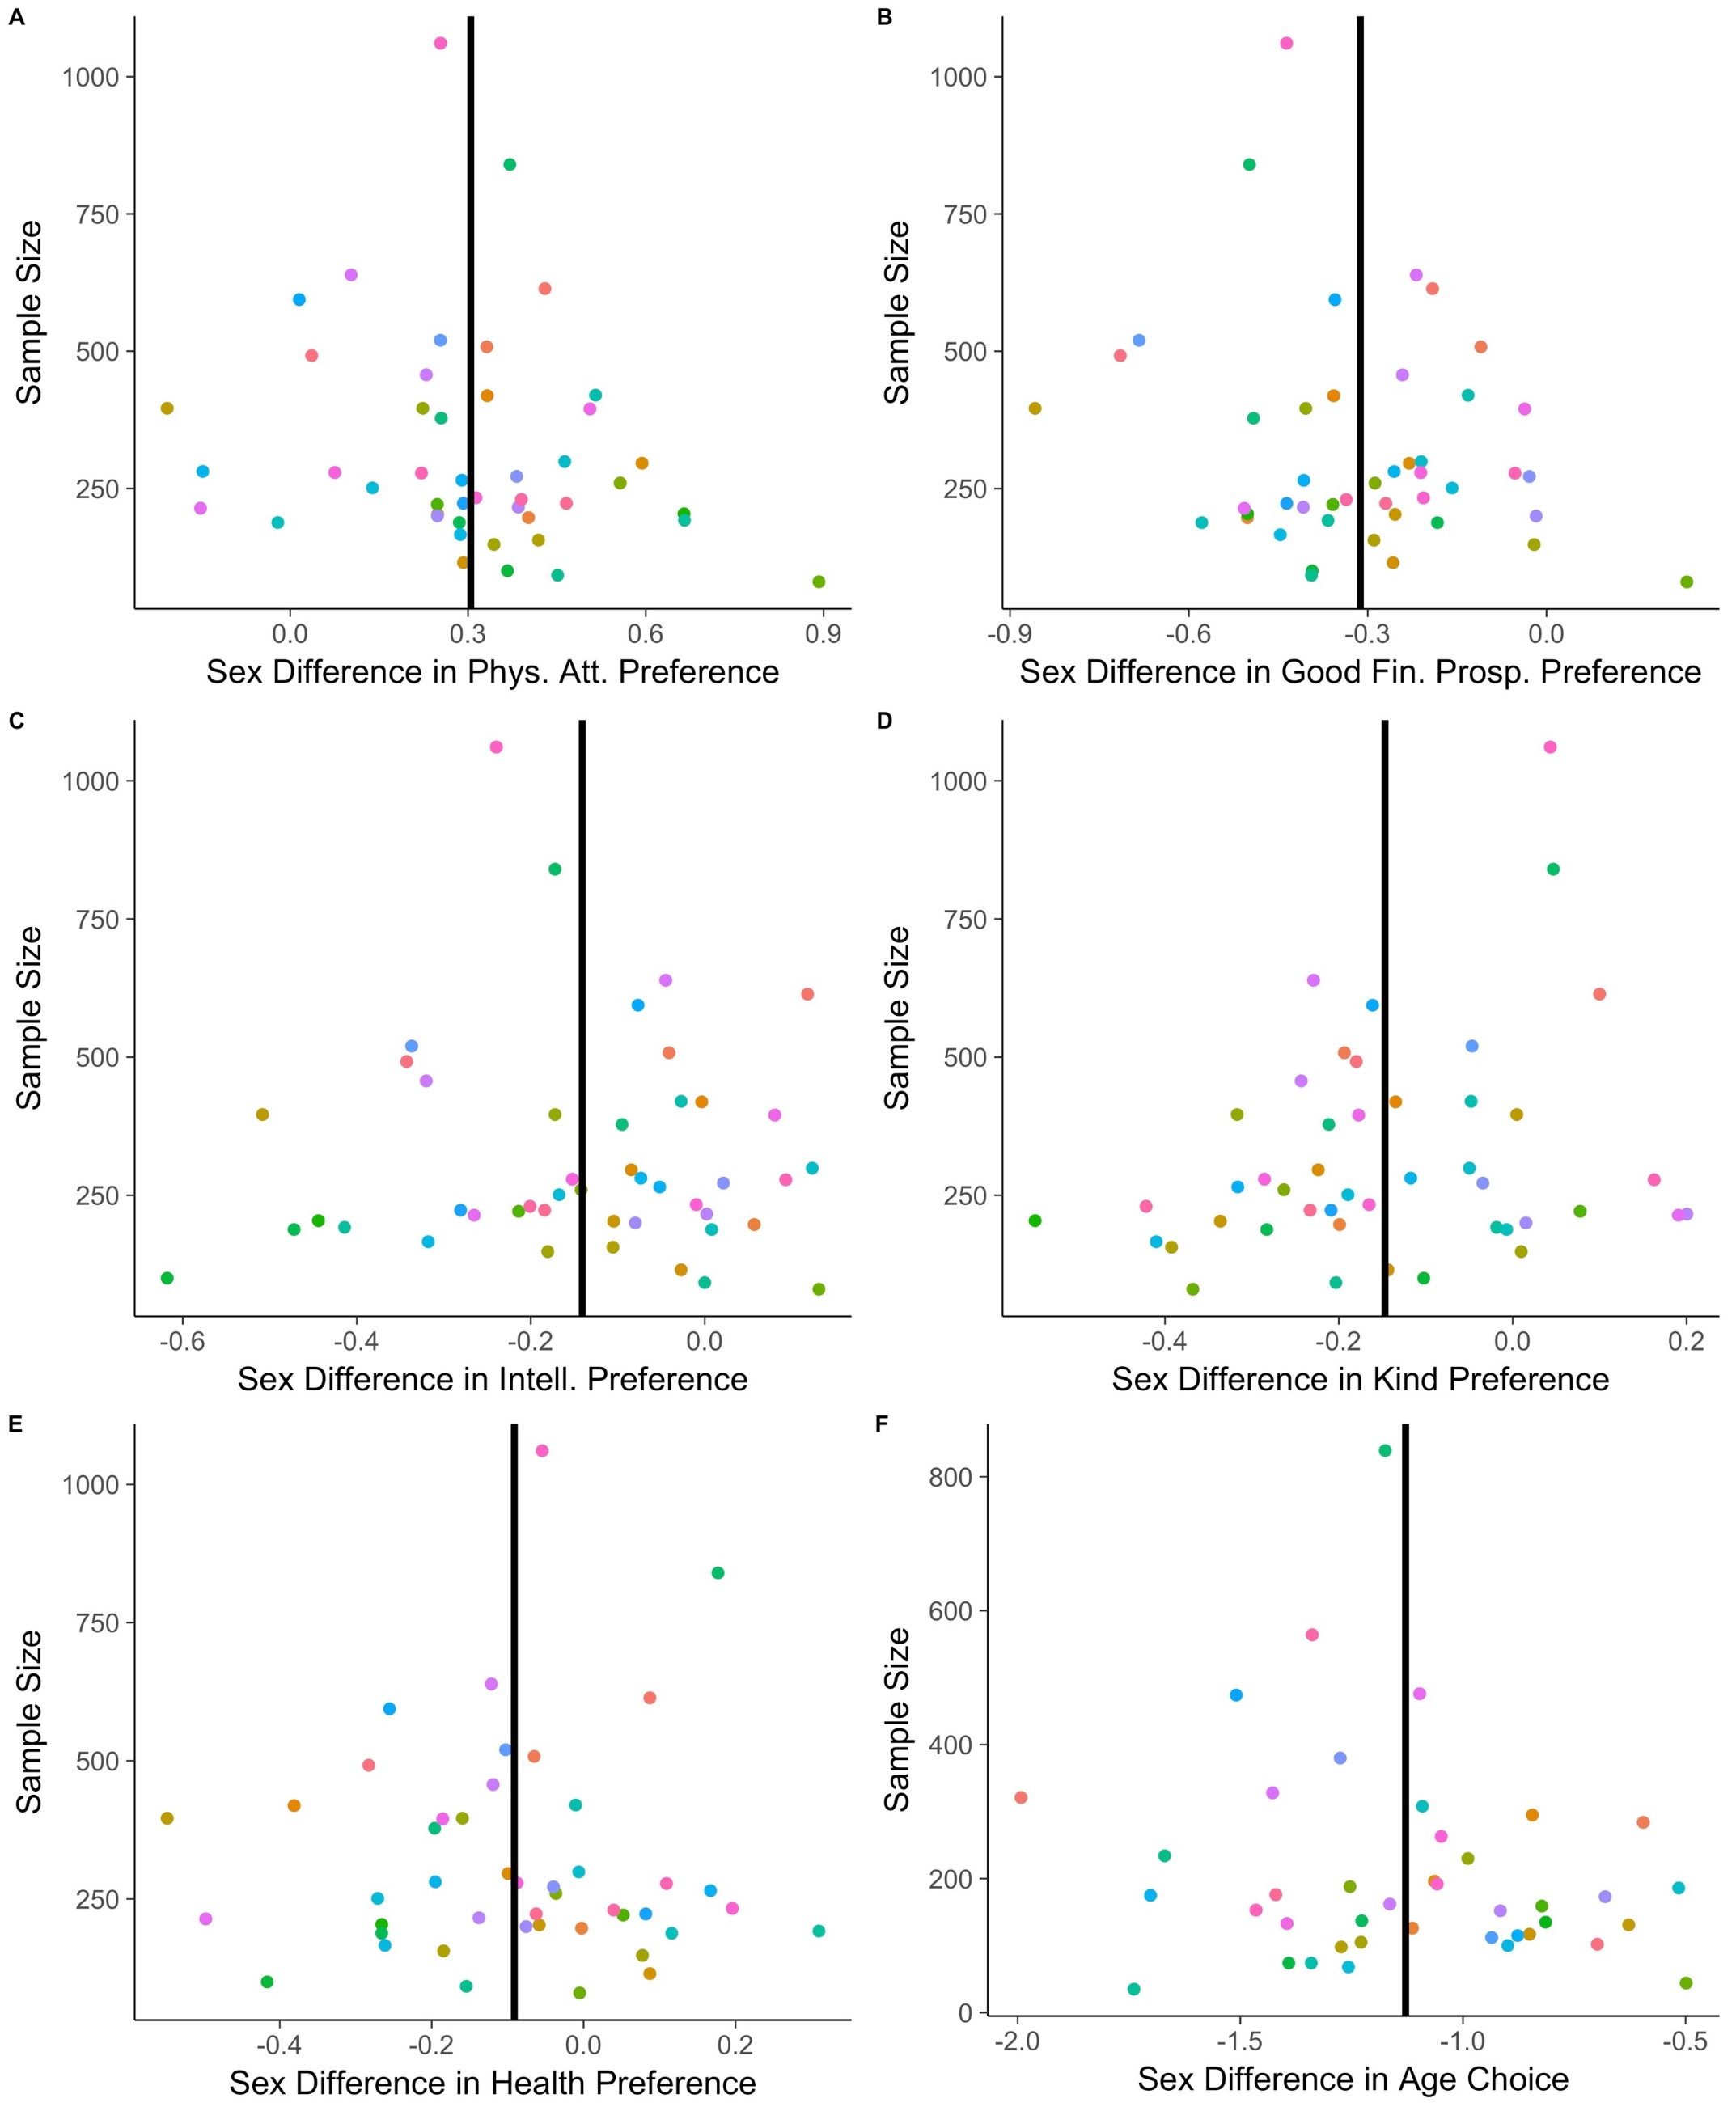 A
Sample Size
1000
750
500
250
0.0 0.3 0.6 0.9
Sex Difference in Phys. Att. Preference
B
Sample Size
1000
750
500
250
-0.9 -0.6 -0.3 0.0
Sex Difference in Good Fin. Prosp. Preference
C
Sample Size
1000
750
500
250
-0.6 -0.4 -0.2 0.0
Sex Difference in Intell. Preference
D
Sample Size
1000
750
500
250
-0.4 -0.2 0.0 0.2
Sex Difference in Kind Preference
E
Sample Size
1000
750
500
250
-0.4 -0.2 0.0 0.2
Sex Difference in Health Preference
F
Sample Size
800
600
400
200
0
-2.0 -1.5 -1.0 -0.5
Sex Difference in Age Choice